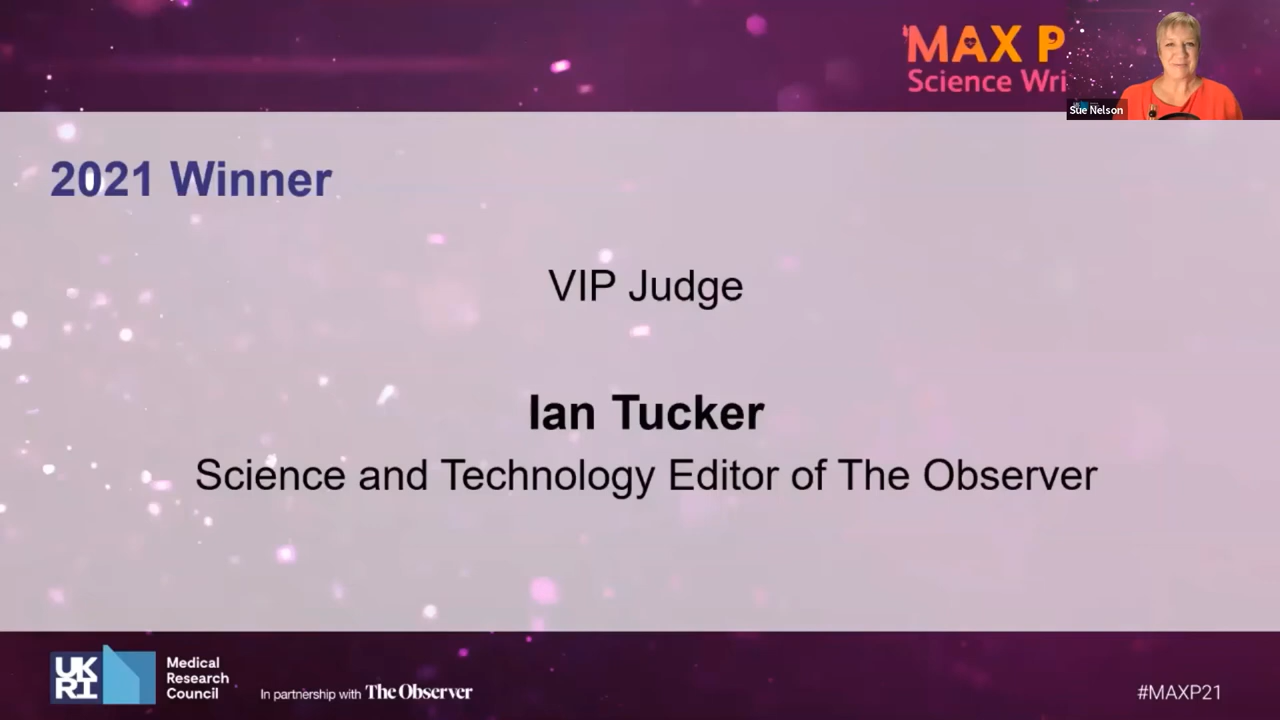 MAX P
Science Wri
Sue Nelson
2021 Winner
VIP Judge
Ian Tucker
Science and Technology Editor of The Observer
UK
RI
Medical
Research
Council
In partnership with The Observer
#MAXP21